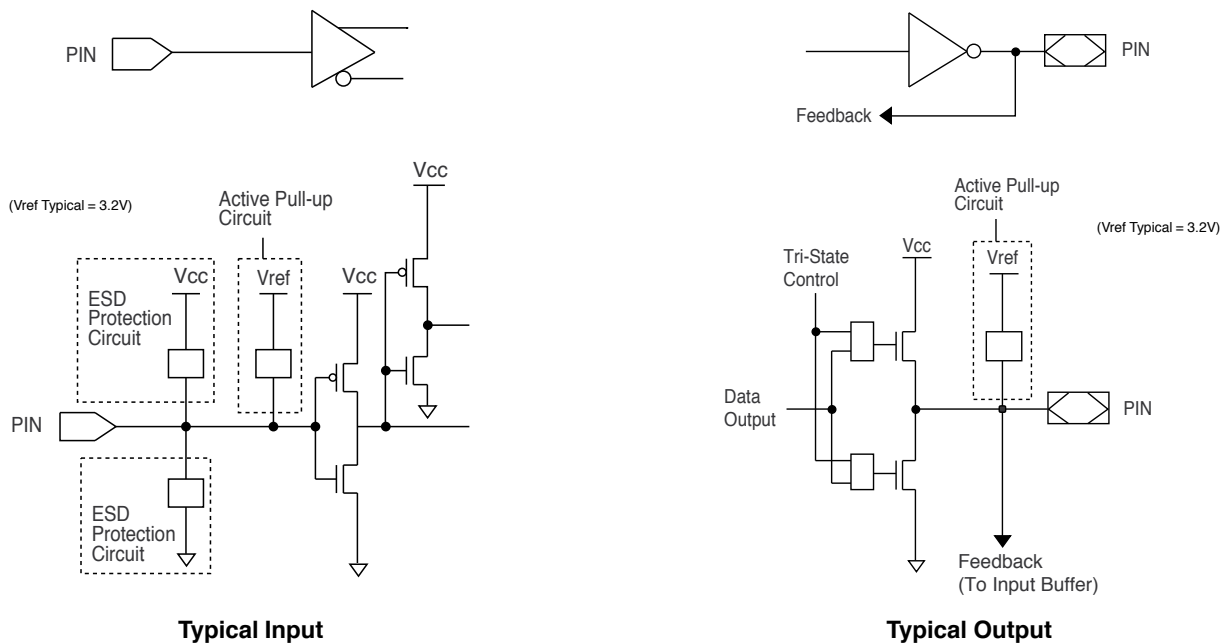 PIN
PIN
Feedback
(Vref Typical = 3.2V)
Active Pull-up
Circuit
Vcc
Vcc
Vref
Vcc
ESD
Protection
Circuit
PIN
ESD
Protection
Circuit
Typical Input
Active Pull-up
Circuit
(Vref Typical = 3.2V)
Tri-State
Control
Vcc
Vref
Data
Output
PIN
Feedback
(To Input Buffer)
Typical Output